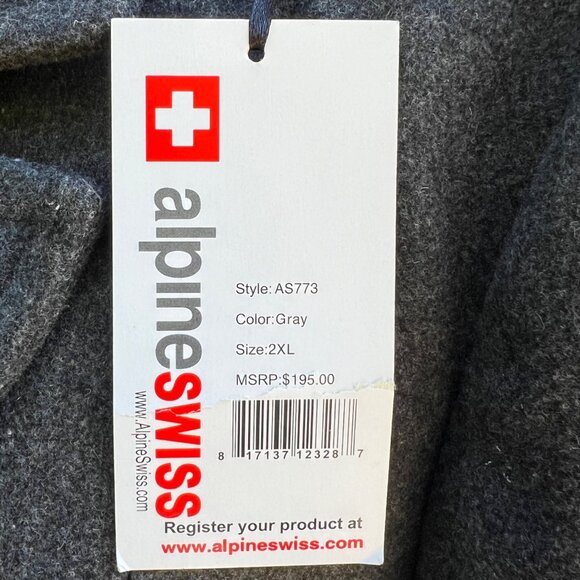 alpineswiss
www.AlpineSwiss.com
Style: AS773
Color:Gray
Size:2XL
MSRP:$195.00
8 17137 12328 7
Register your product at
www.alpineswiss.com